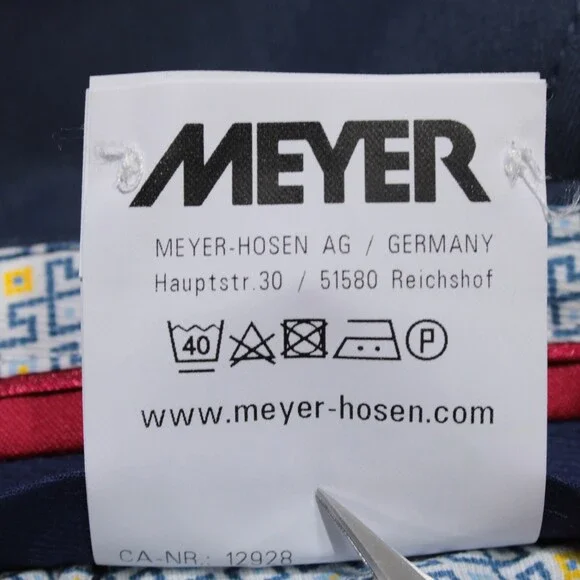 MEYER
MEYER-HOSEN AG / GERMANY
Hauptstr.30 / 51580 Reichshof
40 P
www.meyer-hosen.com
CA-NR.: 12928